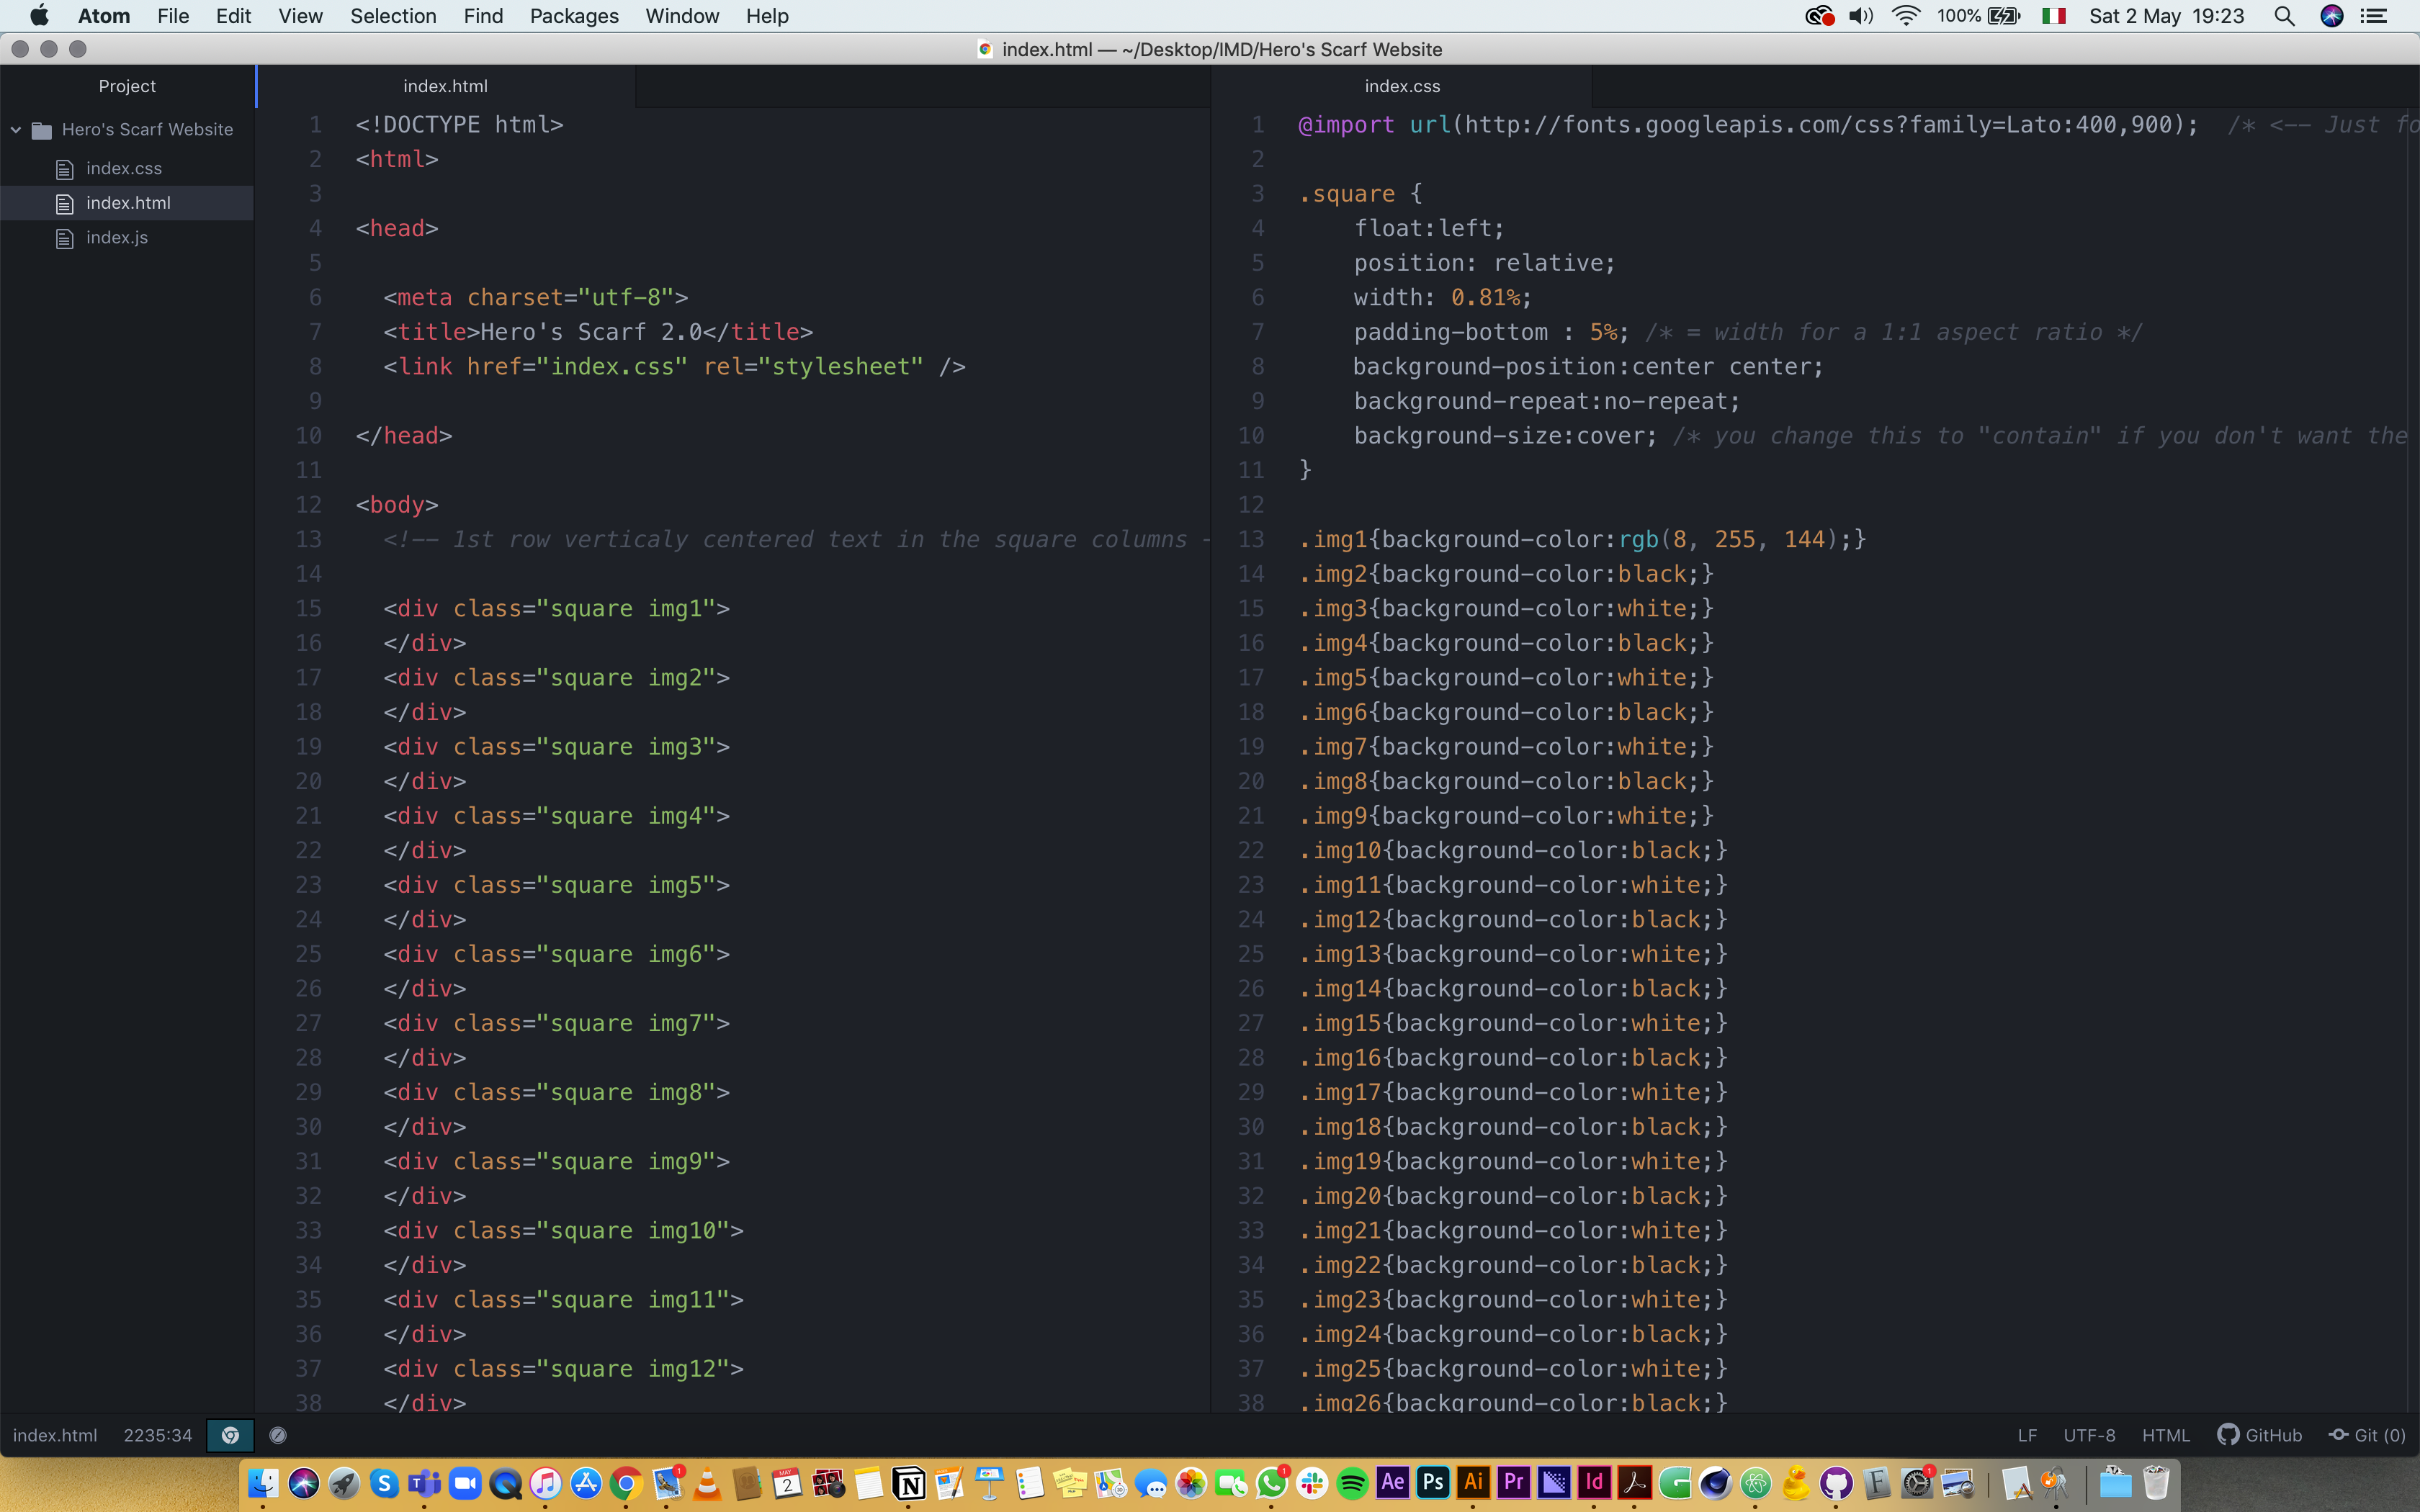 Atom File Edit View Selection Find Packages Window Help 100% Sat 2 May 19:23
index.html — ~/Desktop/IMD/Hero's Scarf Website
Project
Hero's Scarf Website
index.css
index.html
index.js
index.html
1 <!DOCTYPE html>
2 <html>
3
4 <head>
5
6 <meta charset="utf-8">
7 <title>Hero's Scarf 2.0</title>
8 <link href="index.css" rel="stylesheet" />
9
10 </head>
11
12 <body>
13 <!-- 1st row verticaly centered text in the square columns -
14
15 <div class="square img1">
16 </div>
17 <div class="square img2">
18 </div>
19 <div class="square img3">
20 </div>
21 <div class="square img4">
22 </div>
23 <div class="square img5">
24 </div>
25 <div class="square img6">
26 </div>
27 <div class="square img7">
28 </div>
29 <div class="square img8">
30 </div>
31 <div class="square img9">
32 </div>
33 <div class="square img10">
34 </div>
35 <div class="square img11">
36 </div>
37 <div class="square img12">
38 </div>
index.css
1 @import url(http://fonts.googleapis.com/css?family=Lato:400,900); /* <-- Just fo
2
3 .square {
4 float:left;
5 position: relative;
6 width: 0.81%;
7 padding-bottom : 5%; /* = width for a 1:1 aspect ratio */
8 background-position:center center;
9 background-repeat:no-repeat;
10 background-size:cover; /* you change this to "contain" if you don't want the
11 }
12
13 .img1{background-color:rgb(8, 255, 144);}
14 .img2{background-color:black;}
15 .img3{background-color:white;}
16 .img4{background-color:black;}
17 .img5{background-color:white;}
18 .img6{background-color:black;}
19 .img7{background-color:white;}
20 .img8{background-color:black;}
21 .img9{background-color:white;}
22 .img10{background-color:black;}
23 .img11{background-color:white;}
24 .img12{background-color:black;}
25 .img13{background-color:white;}
26 .img14{background-color:black;}
27 .img15{background-color:white;}
28 .img16{background-color:black;}
29 .img17{background-color:white;}
30 .img18{background-color:black;}
31 .img19{background-color:white;}
32 .img20{background-color:black;}
33 .img21{background-color:white;}
34 .img22{background-color:black;}
35 .img23{background-color:white;}
36 .img24{background-color:black;}
37 .img25{background-color:white;}
38 .img26{background-color:black;}
index.html 2235:34 LF UTF-8 HTML GitHub Git (0)
1 MAY 2 1 Ae Ps Ai Pr Id 1